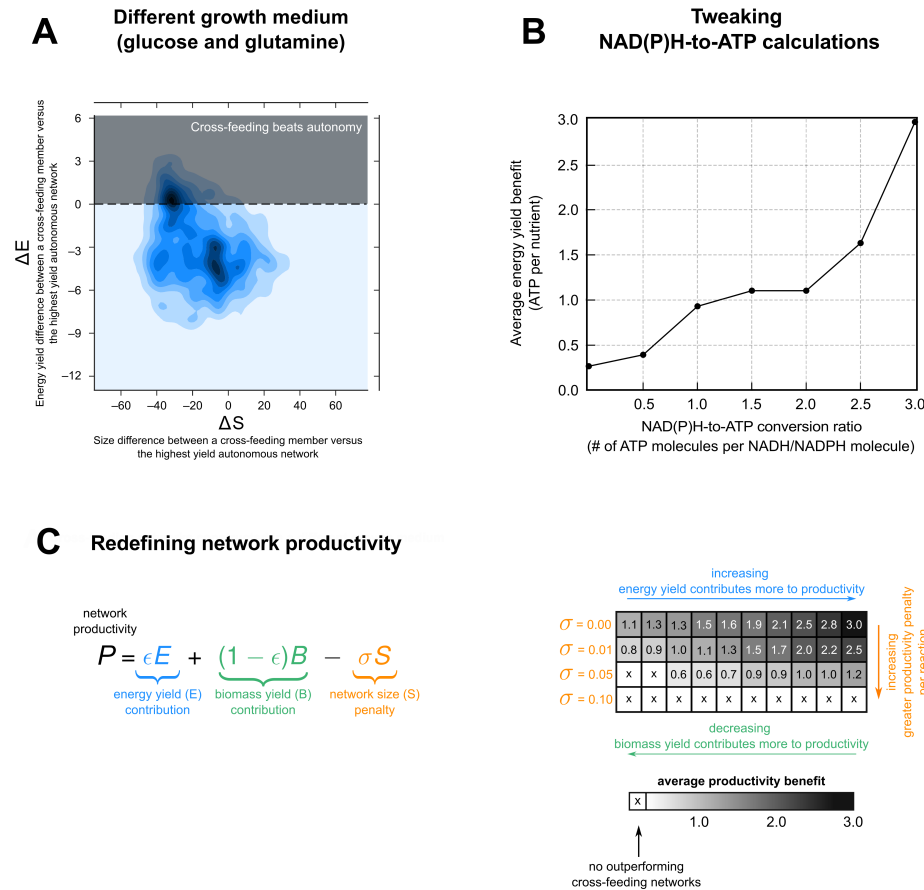 A
Different growth medium
(glucose and glutamine)
ΔE
Energy yield difference between a cross-feeding member versus
the highest yield autonomous network
6
3
0
−3
−6
−9
−12
Cross-feeding beats autonomy
−60
−40
−20
0
20
40
60
ΔS
Size difference between a cross-feeding member versus
the highest yield autonomous network
B
Tweaking
NAD(P)H-to-ATP calculations
Average energy yield benefit
(ATP per nutrient)
3.0
2.5
2.0
1.5
1.0
0.5
0.0
0.5
1.0
1.5
2.0
2.5
3.0
NAD(P)H-to-ATP conversion ratio
(# of ATP molecules per NADH/NADPH molecule)
C
Redefining network productivity
network
productivity
P = ϵE + (1 − ϵ)B − σS
energy yield (E)
contribution
biomass yield (B)
contribution
network size (S)
penalty
increasing
energy yield contributes more to productivity
σ = 0.00 1.1 1.3 1.3 1.5 1.6 1.9 2.1 2.5 2.8 3.0
σ = 0.01 0.8 0.9 1.0 1.1 1.3 1.5 1.7 2.0 2.2 2.5
σ = 0.05 x x 0.6 0.6 0.7 0.9 0.9 1.0 1.0 1.2
σ = 0.10 x x x x x x x x x x
increasing
greater productivity penalty
decreasing
biomass yield contributes more to productivity
average productivity benefit
x
1.0
2.0
3.0
no outperforming
cross-feeding networks